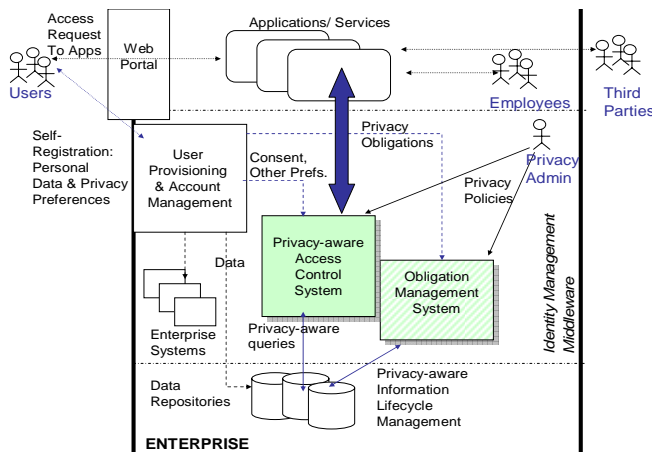 Access
Request
To Apps
Web
Portal
Applications/ Services
Users
Employees
Third
Parties
Self-
Registration:
Personal
Data & Privacy
Preferences
User
Provisioning
& Account
Management
Privacy
Obligations
Consent,
Other Prefs.
Privacy
Admin
Privacy
Policies
Privacy-aware
Access
Control
System
Obligation
Management
System
Data
Enterprise
Systems
Privacy-aware
queries
Identity Management
Middleware
Data
Repositories
Privacy-aware
Information
Lifecycle
Management
ENTERPRISE